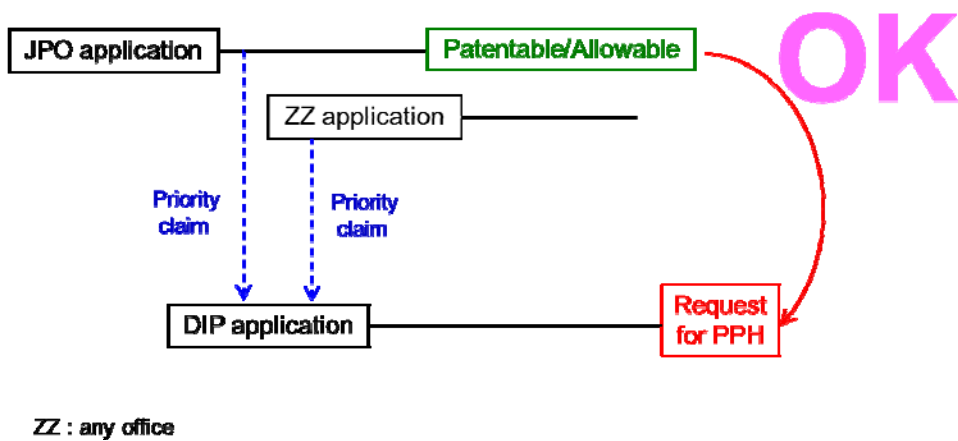 JPO application
Patentable/Allowable
OK
ZZ application
Priority
claim
Priority
claim
DIP application
Request
for PPH
ZZ : any office